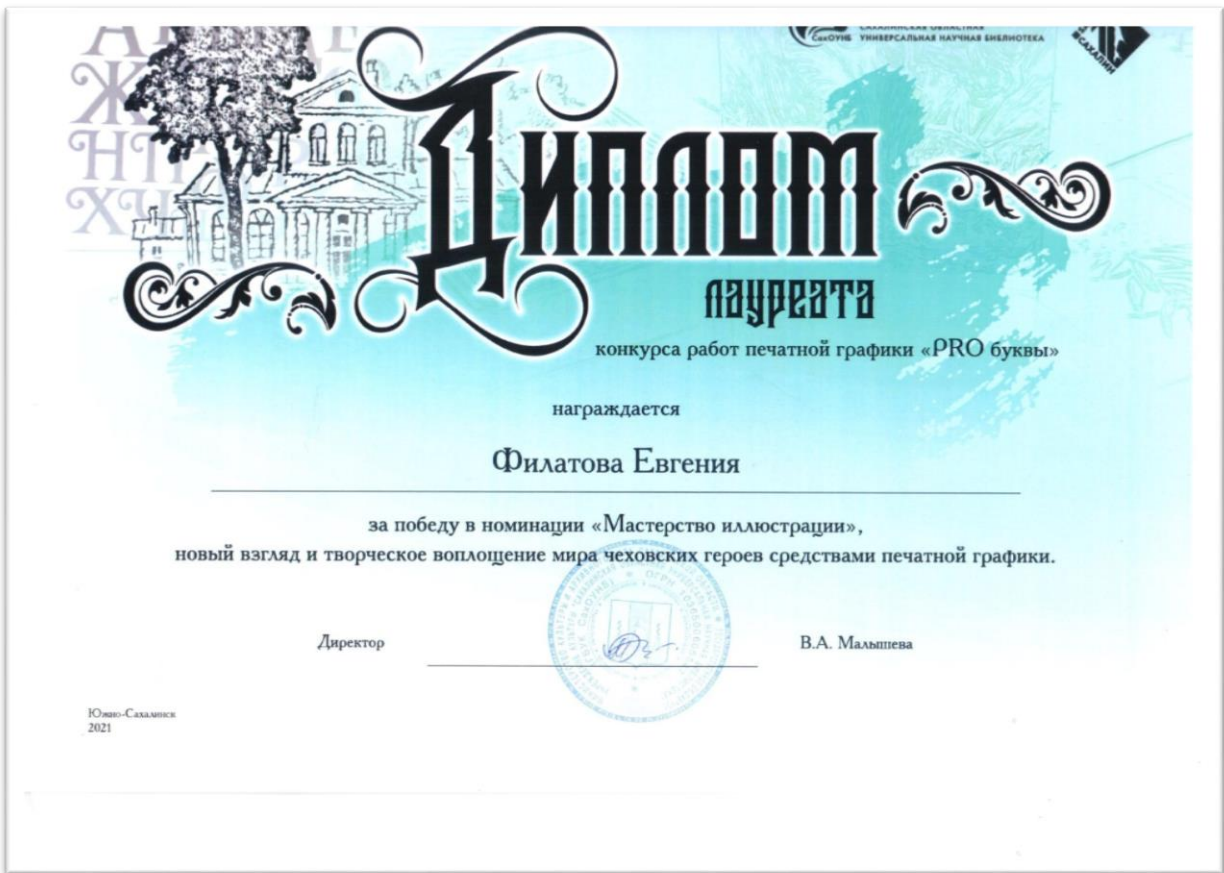 САХАЛИНСКАЯ ОБЛАСТНАЯ
СахОУНБ УНИВЕРСАЛЬНАЯ НАУЧНАЯ БИБЛИОТЕКА
САХАЛИН
Диплом
лауреата
конкурса работ печатной графики «PRO буквы»
награждается
Филатова Евгения
за победу в номинации «Мастерство иллюстрации»,
новый взгляд и творческое воплощение мира чеховских героев средствами печатной графики.
Директор В.А. Малышева
Южно-Сахалинск
2021